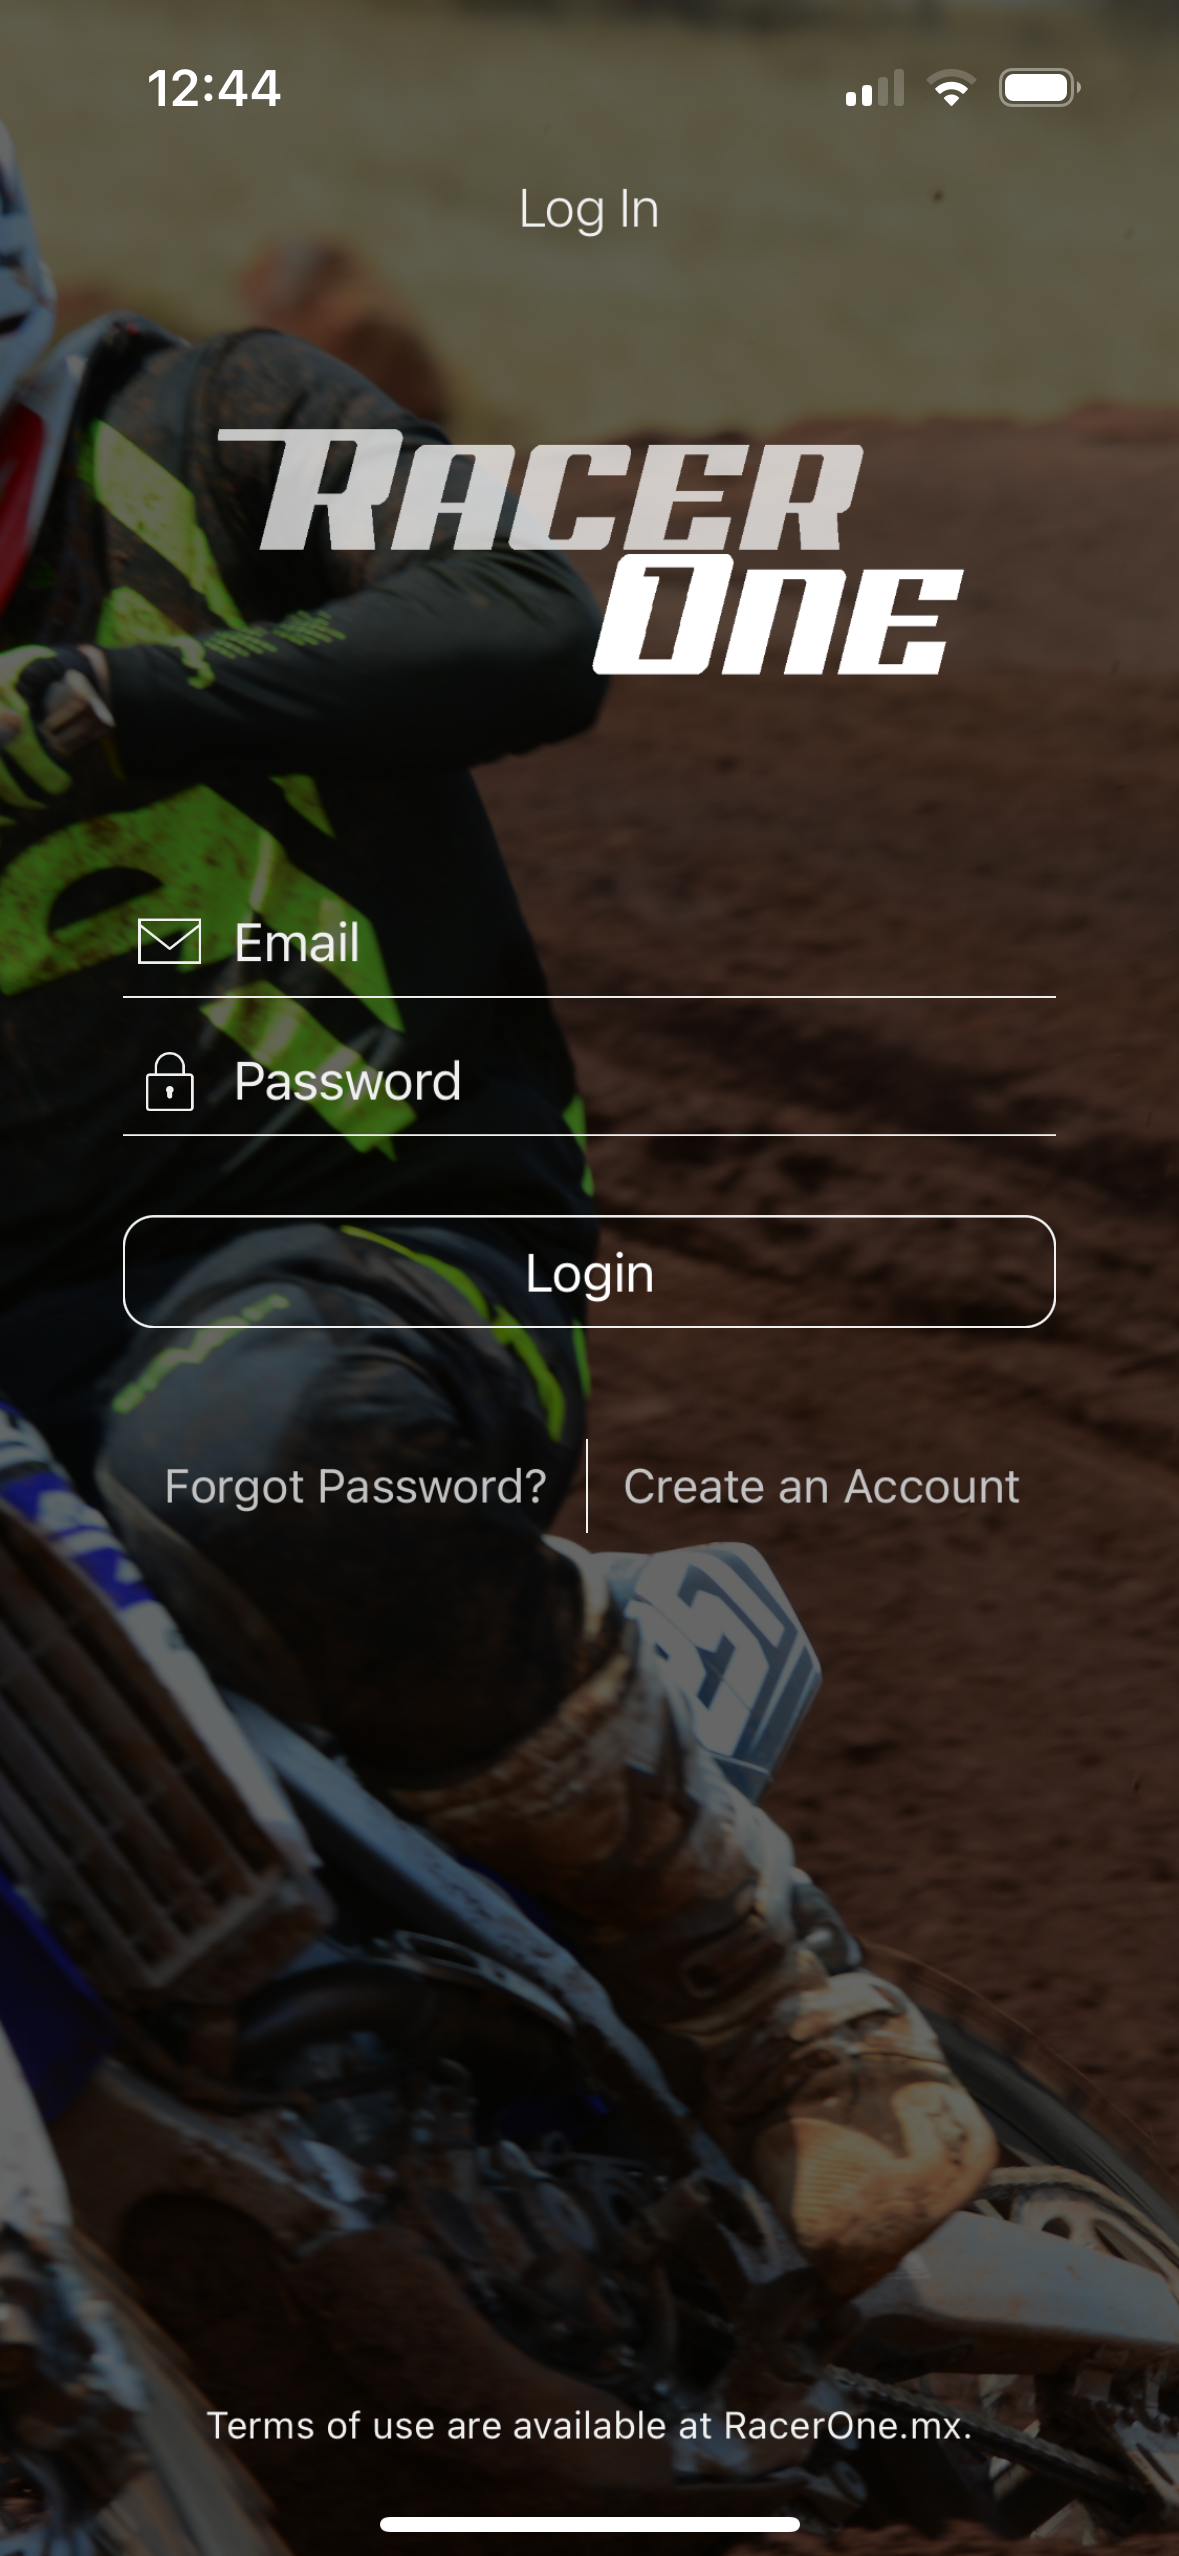 12:44
Log In
RACER
ONE
Email
Password
Login
Forgot Password?
Create an Account
Terms of use are available at RacerOne.mx.